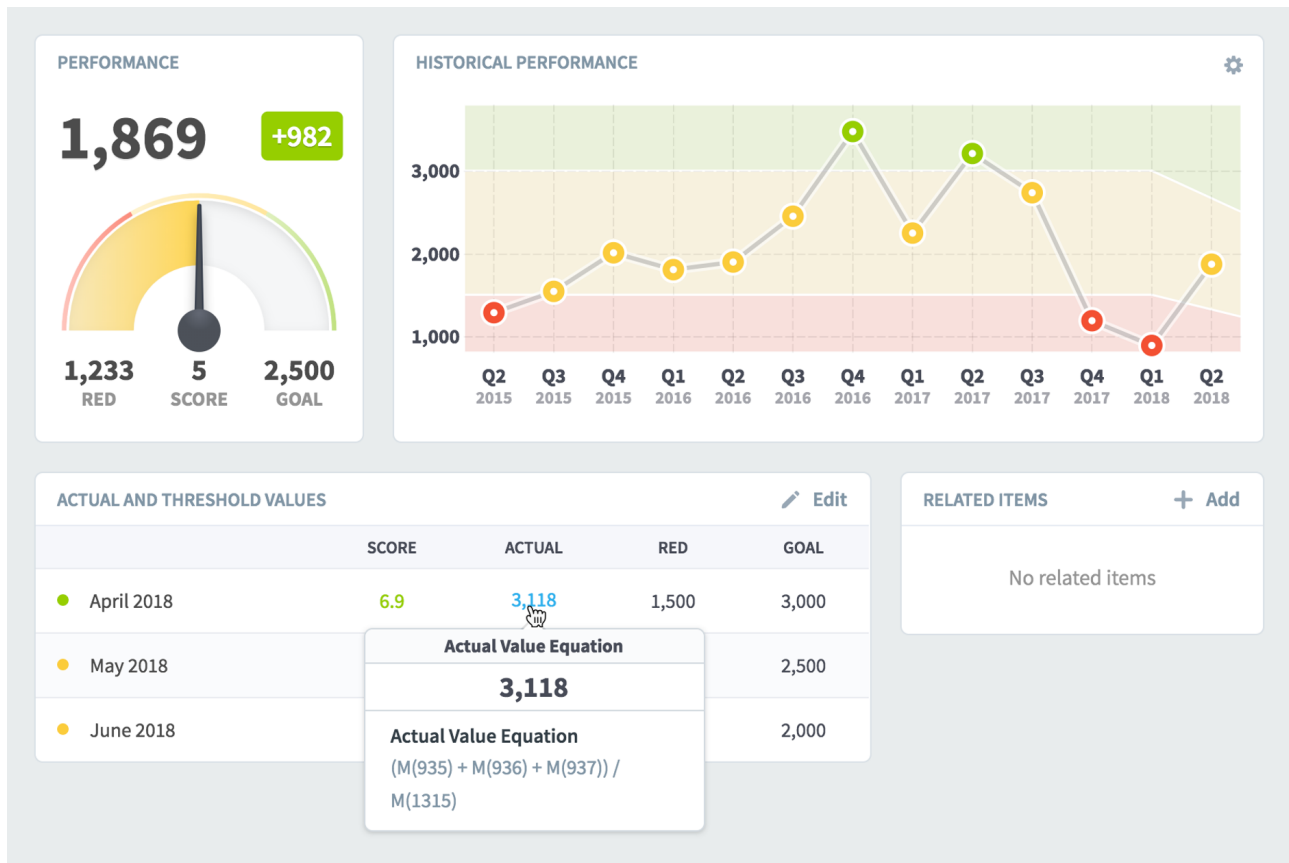 PERFORMANCE
1,869
+982
1,233
RED
5
SCORE
2,500
GOAL
HISTORICAL PERFORMANCE
3,000
2,000
1,000
Q2 Q3 Q4 Q1 Q2 Q3 Q4 Q1 Q2 Q3 Q4 Q1 Q2
2015 2015 2015 2016 2016 2016 2016 2017 2017 2017 2017 2018 2018
ACTUAL AND THRESHOLD VALUES
Edit
SCORE ACTUAL RED GOAL
April 2018 6.9 3,118 1,500 3,000
May 2018 2,500
June 2018 2,000
Actual Value Equation
3,118
Actual Value Equation
(M(935) + M(936) + M(937)) /
M(1315)
RELATED ITEMS
Add
No related items